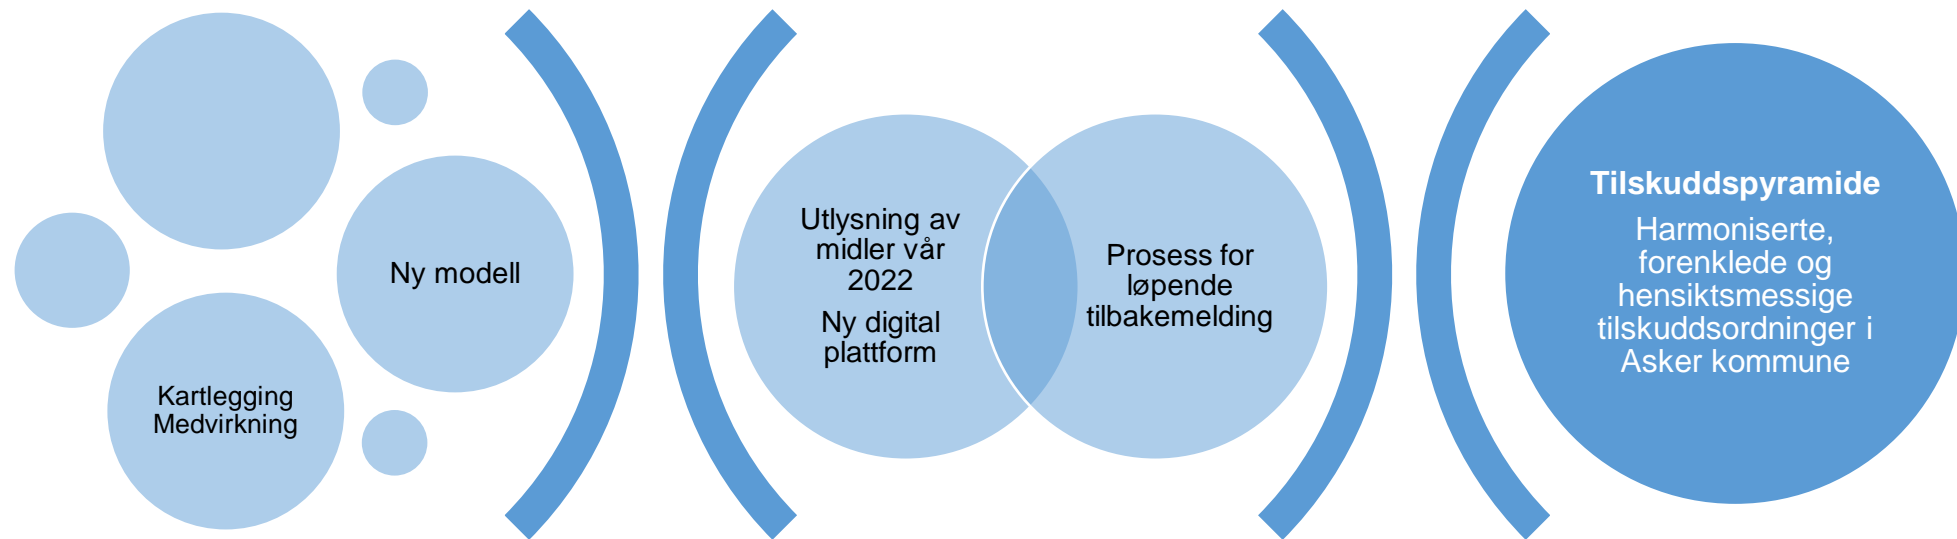 Ny modell
Kartlegging
Medvirkning
Utlysning av
midler vår
2022
Ny digital
plattform
Prosess for
løpende
tilbakemelding
Tilskuddspyramide
Harmoniserte,
forenklede og
hensiktsmessige
tilskuddsordninger i
Asker kommune